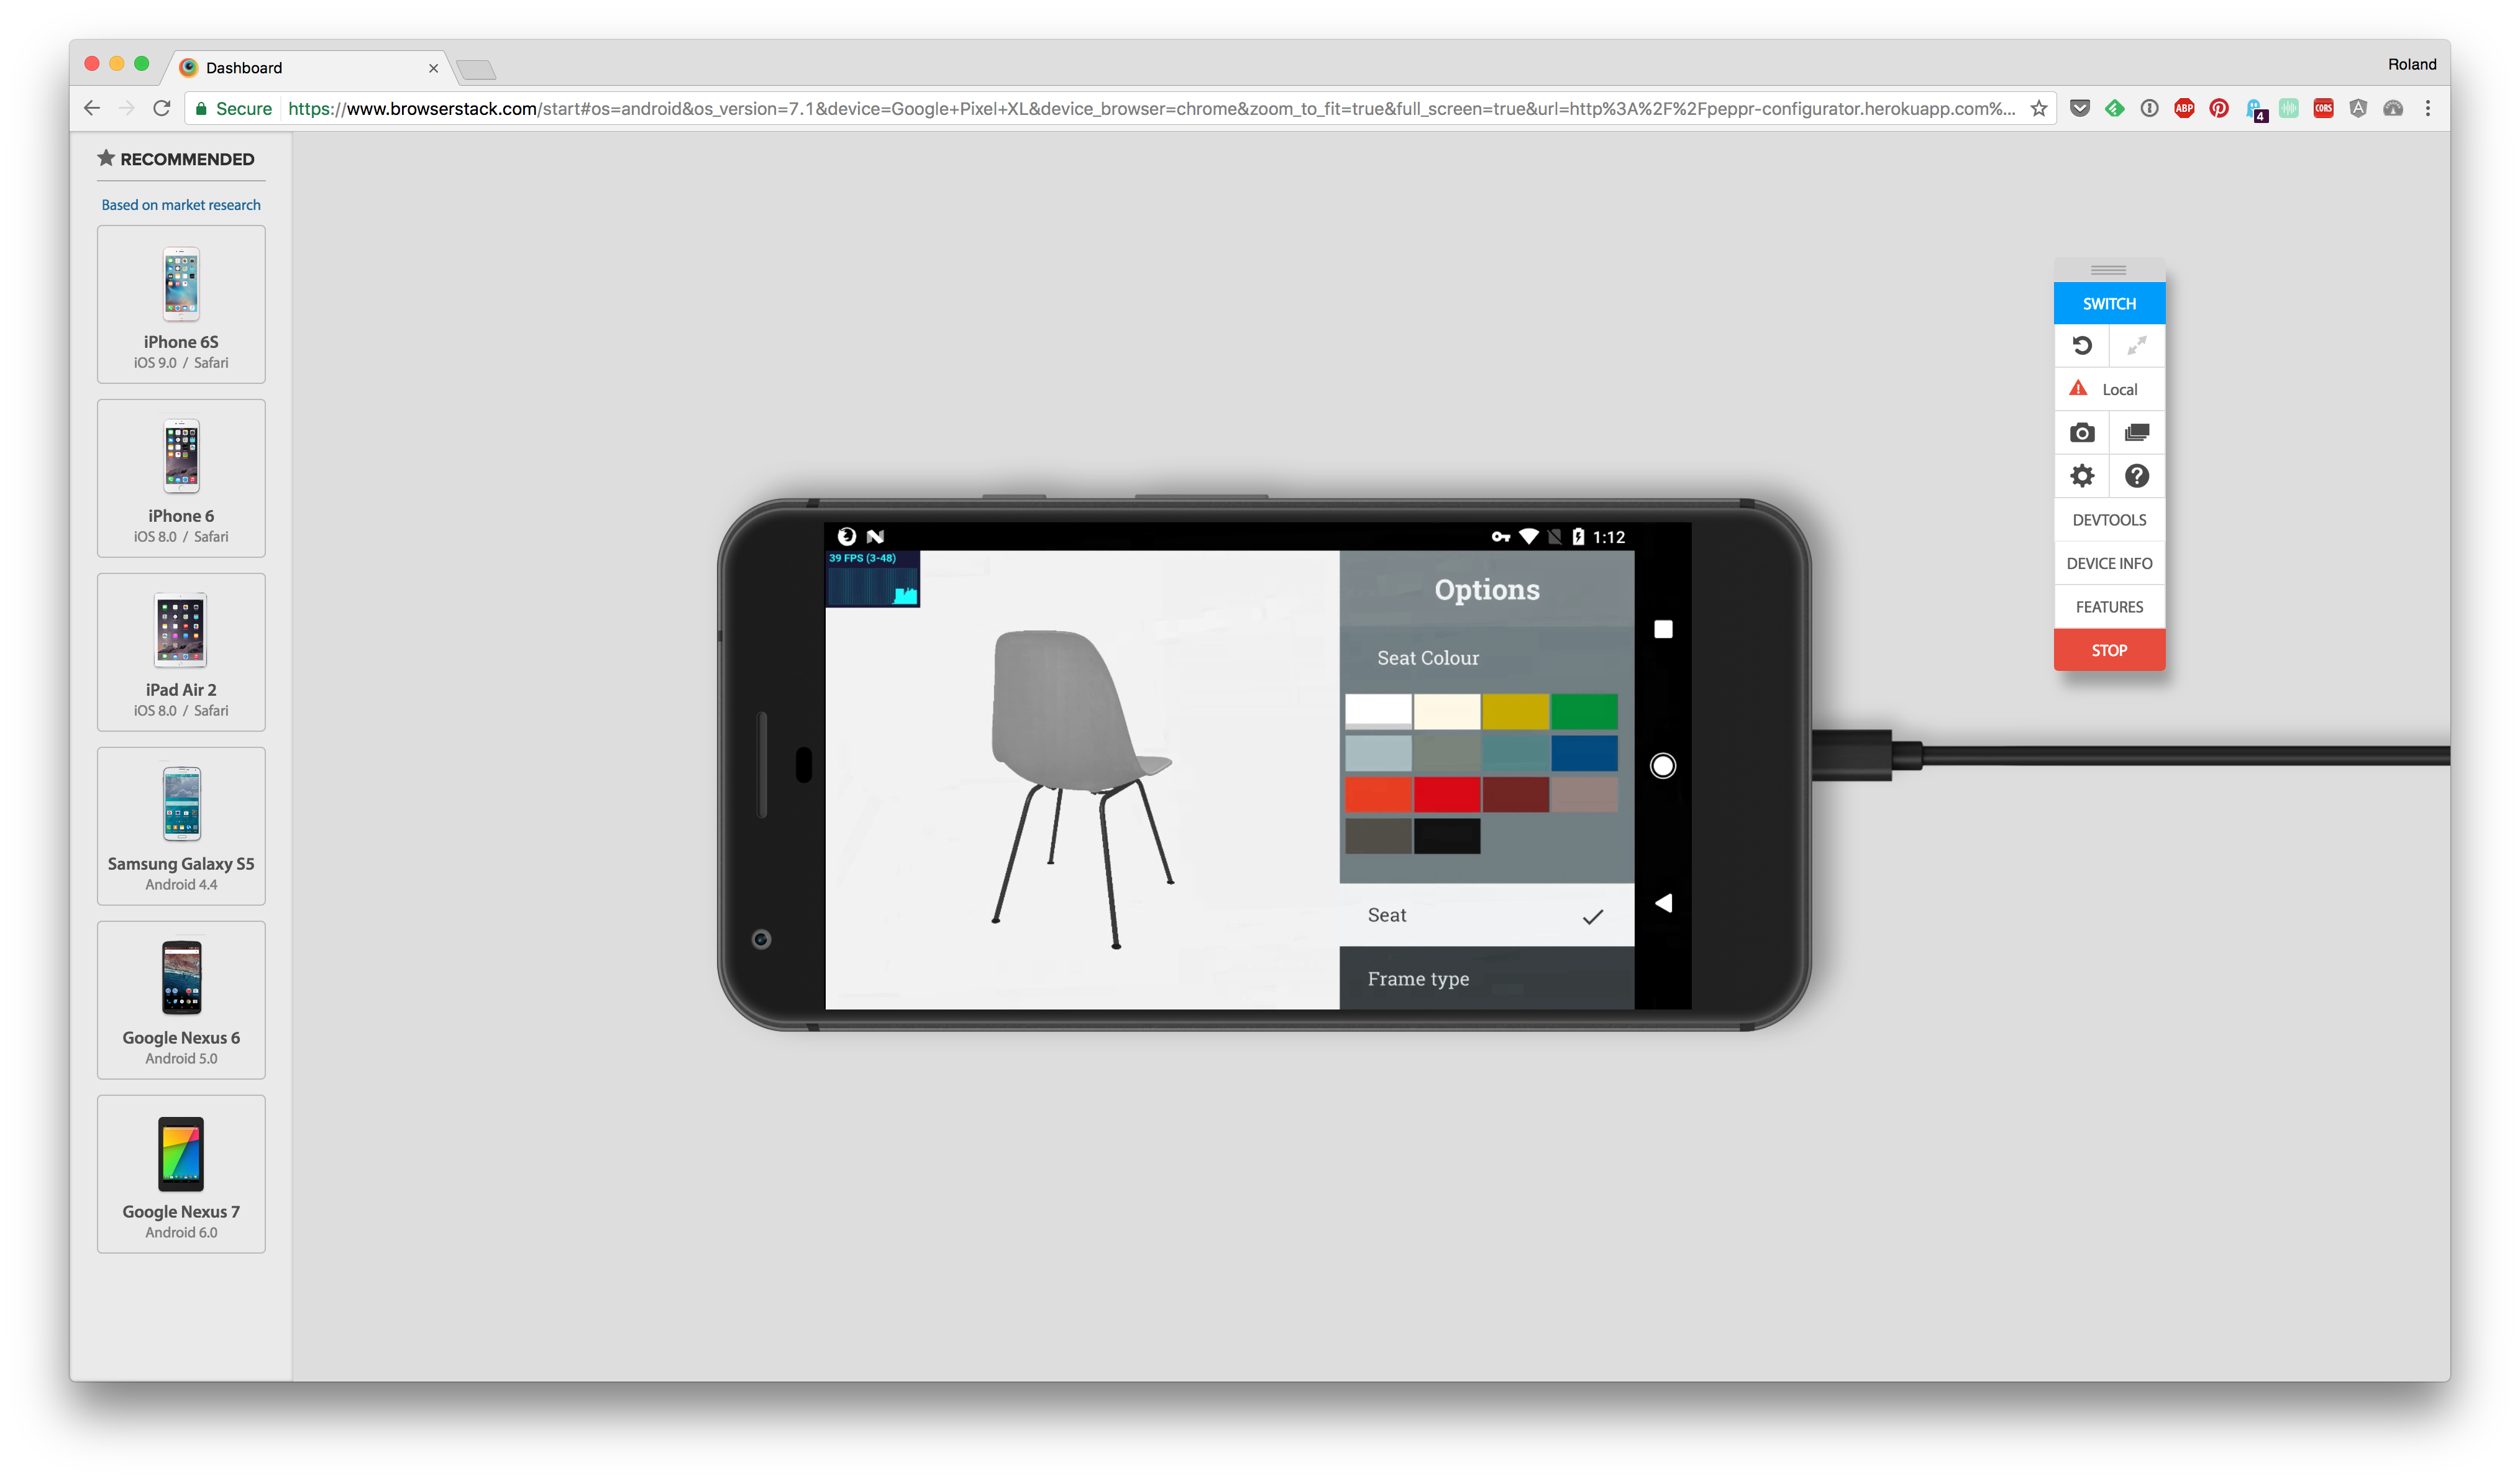 Dashboard
Roland
Secure
https://www.browserstack.com/start#os=android&os_version=7.1&device=Google+Pixel+XL&device_browser=chrome&zoom_to_fit=true&full_screen=true&url=http%3A%2F%2Fpeppr-configurator.herokuapp.com%...
ABP
4
CORS
RECOMMENDED
Based on market research
iPhone 6S
iOS 9.0 / Safari
iPhone 6
iOS 8.0 / Safari
iPad Air 2
iOS 8.0 / Safari
Samsung Galaxy S5
Android 4.4
Google Nexus 6
Android 5.0
Google Nexus 7
Android 6.0
1:12
39 FPS (3-48)
Options
Seat Colour
Seat
Frame type
SWITCH
Local
DEVTOOLS
DEVICE INFO
FEATURES
STOP